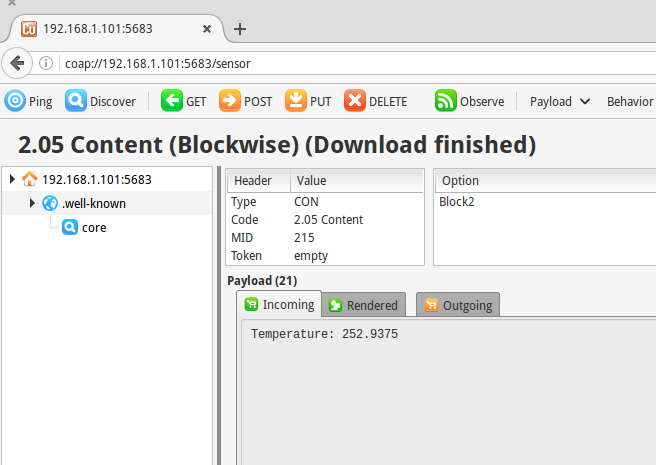 192.168.1.101:5683
coap://192.168.1.101:5683/sensor
Ping Discover GET POST PUT DELETE Observe Payload Behavior
2.05 Content (Blockwise) (Download finished)
192.168.1.101:5683
.well-known
core
Header Value
Type CON
Code 2.05 Content
MID 215
Token empty
Option
Block2
Payload (21)
Incoming Rendered Outgoing
Temperature: 252.9375